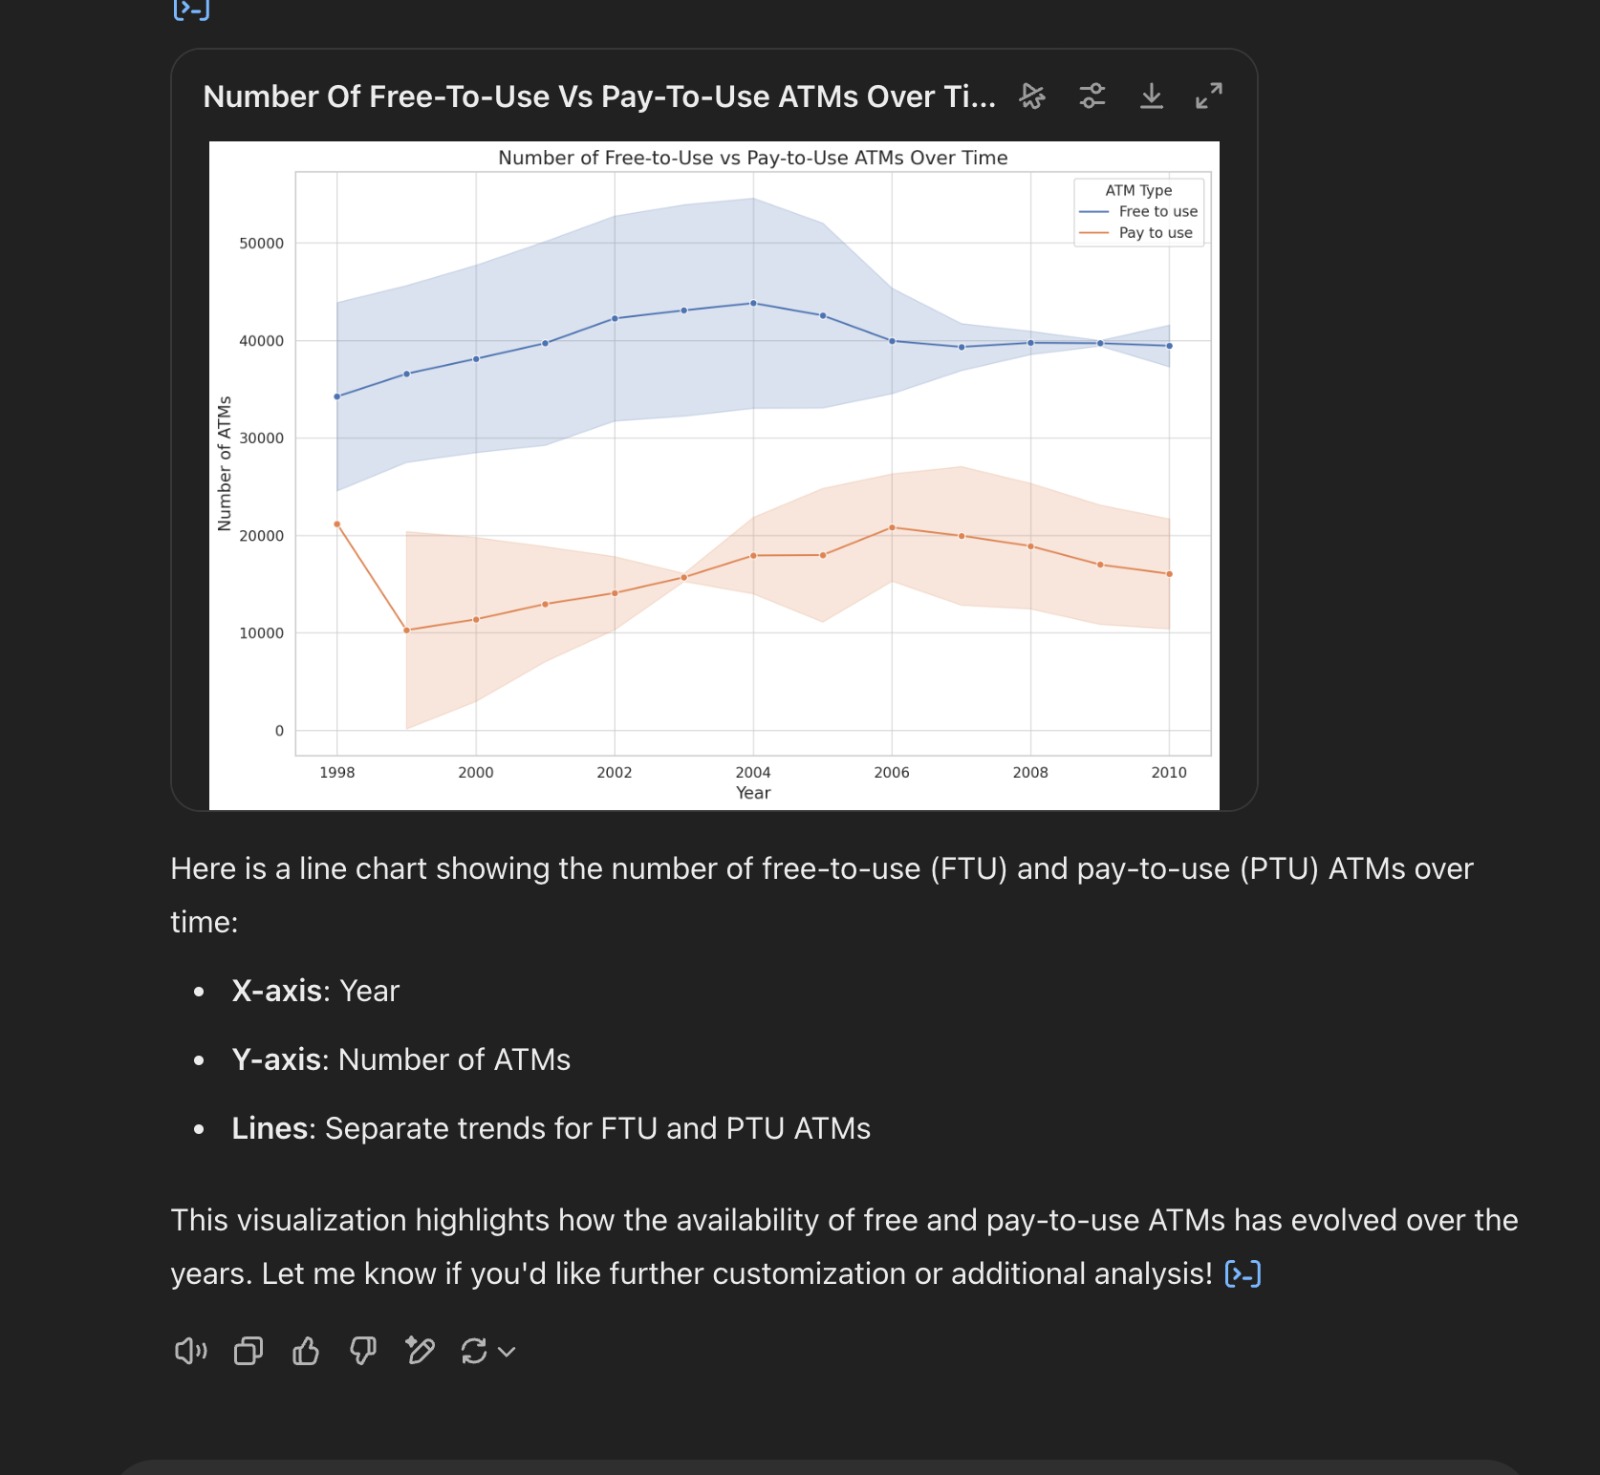 Number Of Free-To-Use Vs Pay-To-Use ATMs Over Ti...
Number of Free-to-Use vs Pay-to-Use ATMs Over Time
ATM Type
Free to use
Pay to use
50000
40000
30000
20000
10000
0
Number of ATMs
1998
2000
2002
2004
2006
2008
2010
Year
Here is a line chart showing the number of free-to-use (FTU) and pay-to-use (PTU) ATMs over
time:
• X-axis: Year
• Y-axis: Number of ATMs
• Lines: Separate trends for FTU and PTU ATMs
This visualization highlights how the availability of free and pay-to-use ATMs has evolved over the
years. Let me know if you'd like further customization or additional analysis! [>-]